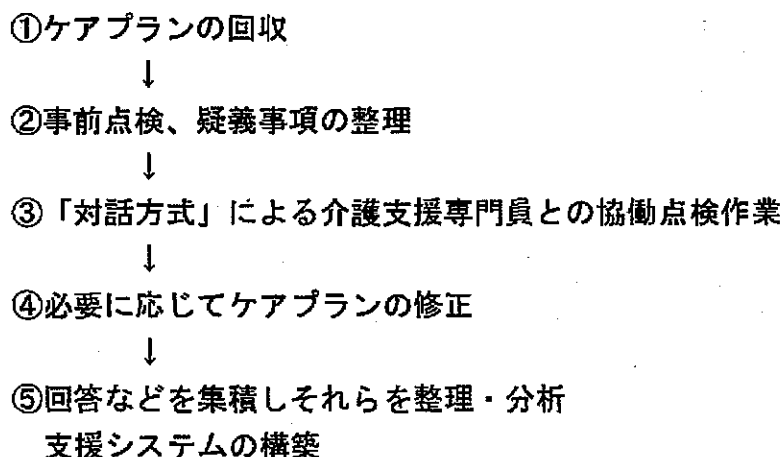 ①ケアプランの回収
↓
②事前点検、疑義事項の整理
↓
③「対話方式」による介護支援専門員との協働点検作業
↓
④必要に応じてケアプランの修正
↓
⑤回答などを集積しそれらを整理・分析
支援システムの構築